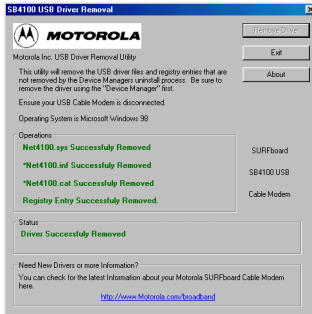 SB4100 USB Driver Removal
MOTOROLA
Remove Driver
Exit
About
Motorola Inc. USB Driver Removal Utility
This utility will remove the USB driver files and registry entries that are
not removed by the Device Managers uninstall process. Be sure to
remove the driver using the "Device Manager" first.
Ensure your USB Cable Modem is disconnected.
Operating System is Microsoft Windows 98
Operations
Net4100.sys Successfuly Removed
*Net4100.inf Successfuly Removed
*Net4100.cat Successfuly Removed
Registry Entry Successfuly Removed.
SURFboard
SB4100 USB
Cable Modem
Status
Driver Successfuly Removed
Need New Drivers or more Information?
You can check for the latest Information about your Motorola SURFboard Cable Modem
here.
http://www.Motorola.com/broadband